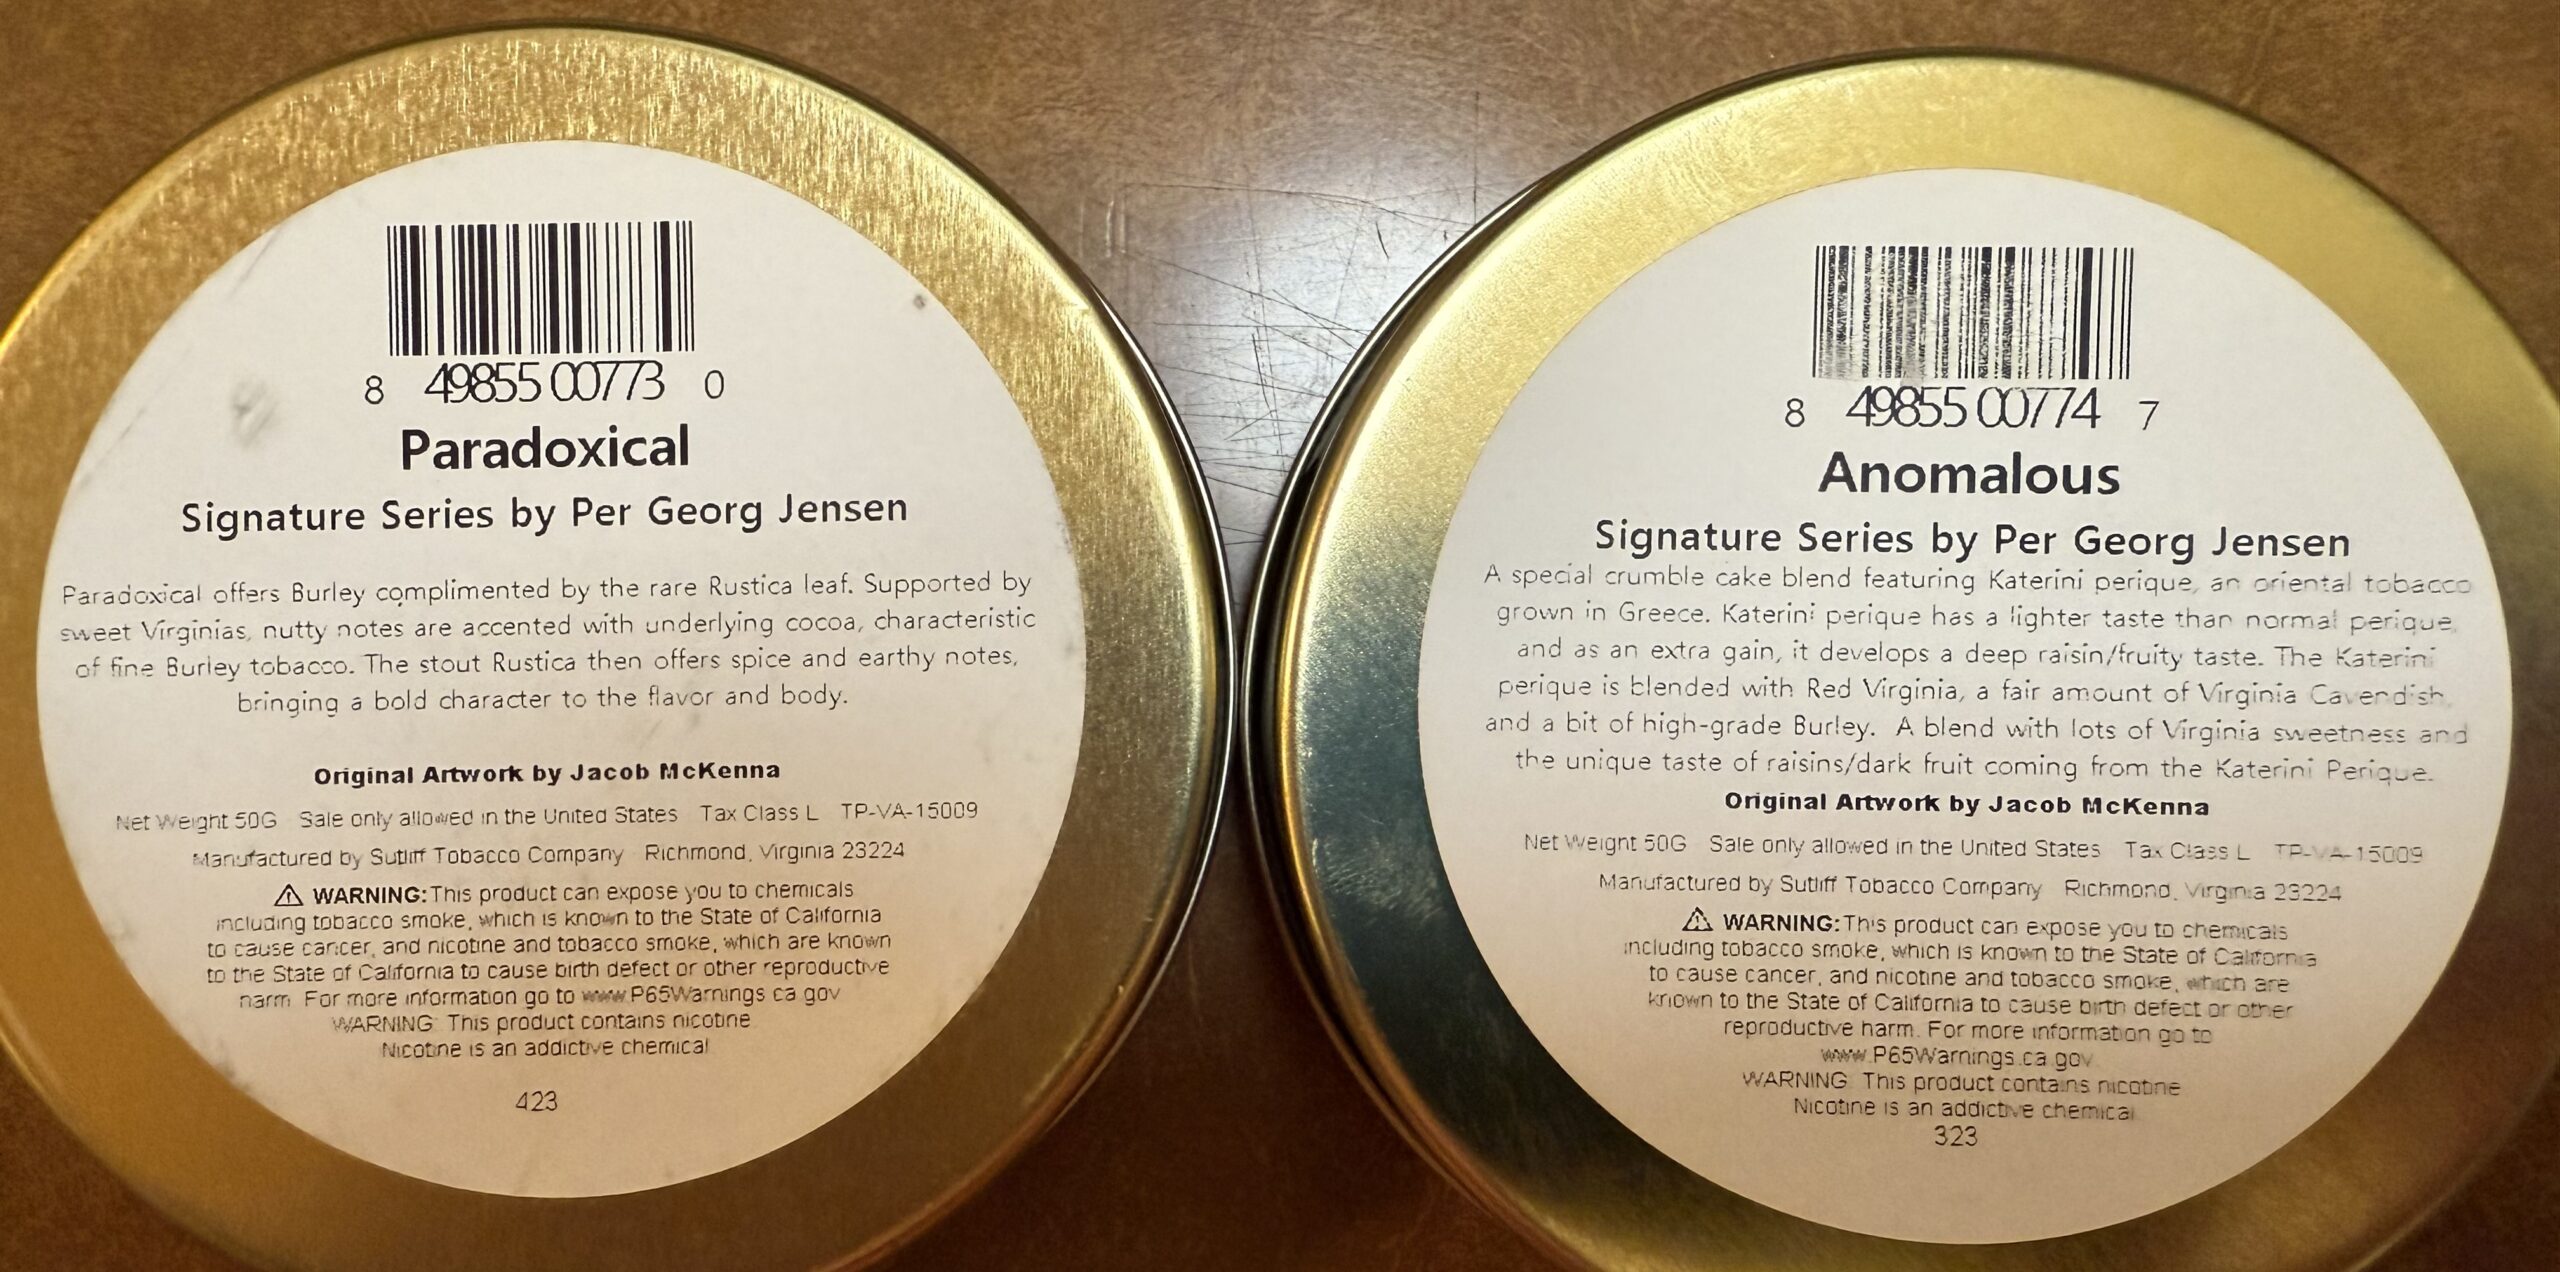 8 49855 00773 0
Paradoxical
Signature Series by Per Georg Jensen
Paradoxical offers Burley complimented by the rare Rustica leaf. Supported by
sweet Virginias, nutty notes are accented with underlying cocoa, characteristic
of fine Burley tobacco. The stout Rustica then offers spice and earthy notes,
bringing a bold character to the flavor and body.
Original Artwork by Jacob McKenna
Net Weight 50G Sale only allowed in the United States Tax Class L TP-VA-15009
Manufactured by Sutliff Tobacco Company Richmond, Virginia 23224
⚠ WARNING: This product can expose you to chemicals
including tobacco smoke, which is known to the State of California
to cause cancer, and nicotine and tobacco smoke, which are known
to the State of California to cause birth defect or other reproductive
harm. For more information go to www.P65Warnings.ca.gov
WARNING: This product contains nicotine.
Nicotine is an addictive chemical
423
8 49855 00774 7
Anomalous
Signature Series by Per Georg Jensen
A special crumble cake blend featuring Katerini perique, an oriental tobacco
grown in Greece. Katerini perique has a lighter taste than normal perique,
and as an extra gain, it develops a deep raisin/fruity taste. The Katerini
perique is blended with Red Virginia, a fair amount of Virginia Cavendish,
and a bit of high-grade Burley. A blend with lots of Virginia sweetness and
the unique taste of raisins/dark fruit coming from the Katerini Perique.
Original Artwork by Jacob McKenna
Net Weight 50G Sale only allowed in the United States Tax Class L TP-VA-15009
Manufactured by Sutliff Tobacco Company Richmond, Virginia 23224
⚠ WARNING: This product can expose you to chemicals
including tobacco smoke, which is known to the State of California
to cause cancer, and nicotine and tobacco smoke, which are
known to the State of California to cause birth defect or other
reproductive harm. For more information go to
www.P65Warnings.ca.gov
WARNING: This product contains nicotine
Nicotine is an addictive chemical
323